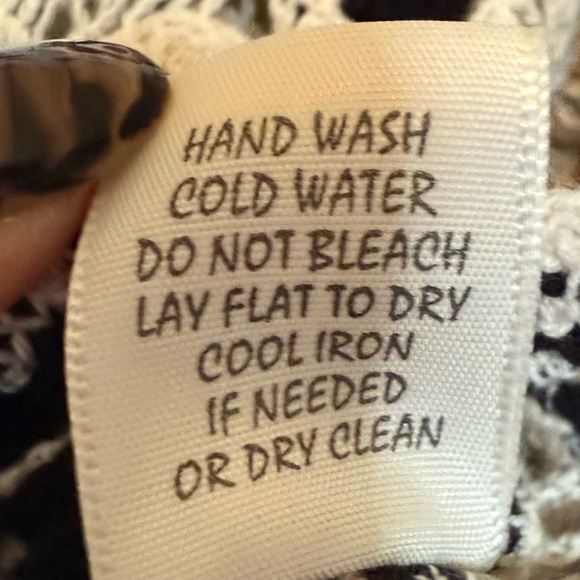 HAND WASH
COLD WATER
DO NOT BLEACH
LAY FLAT TO DRY
COOL IRON
IF NEEDED
OR DRY CLEAN